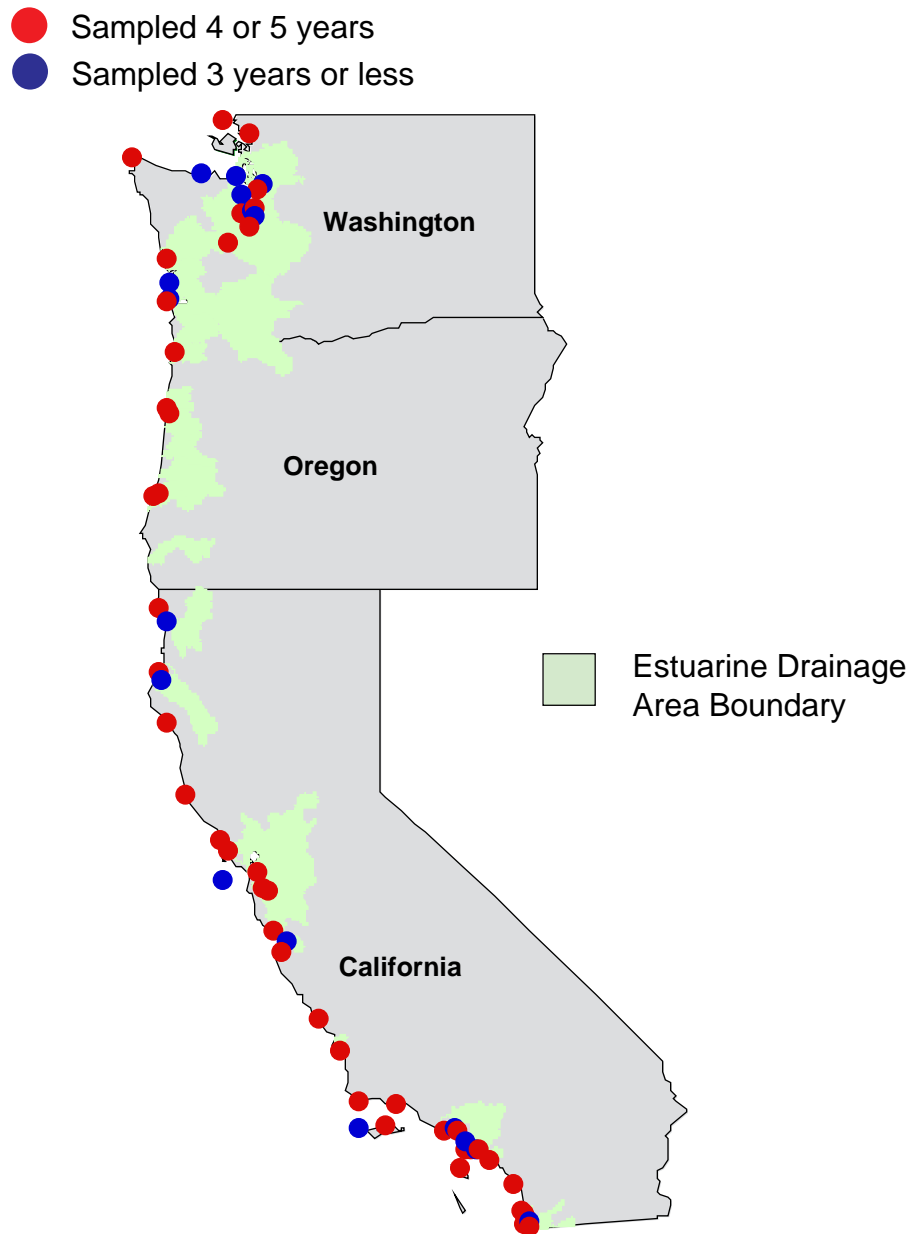 Sampled 4 or 5 years
Sampled 3 years or less
Washington
Oregon
Estuarine Drainage
Area Boundary
California